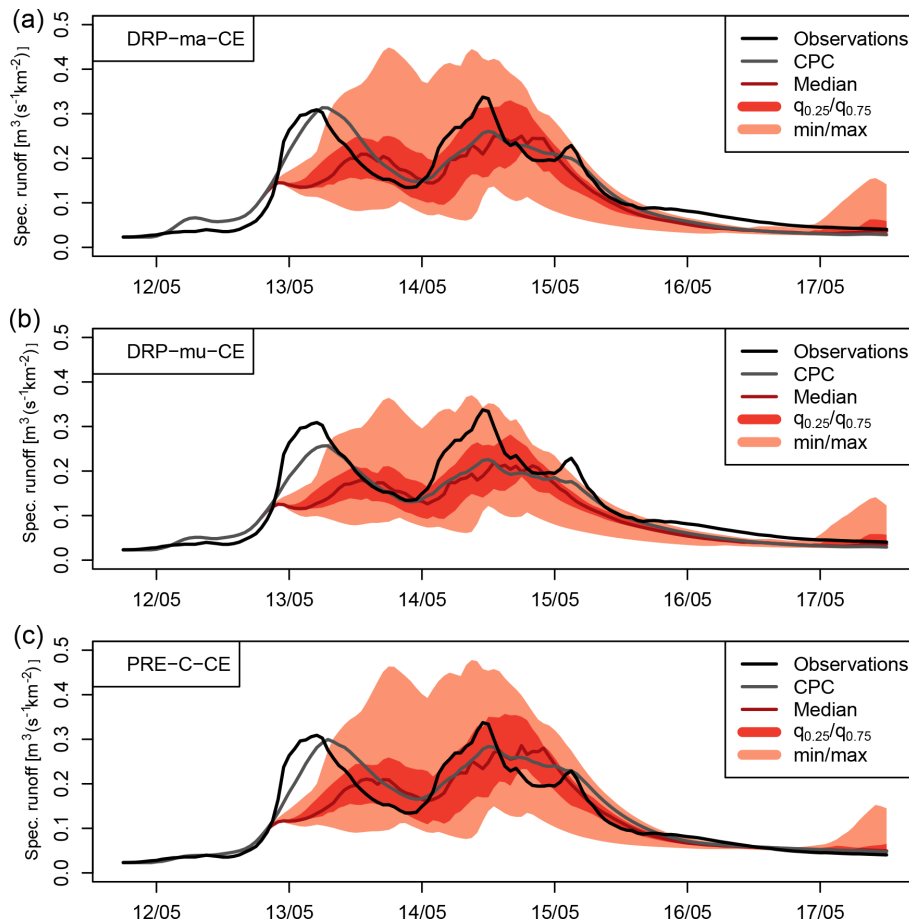 (a)
DRP-ma-CE
Observations
CPC
Median
q0.25/q0.75
min/max
Spec. runoff [m3(s-1km-2)]
0.5
0.4
0.3
0.2
0.1
0.0
12/05 13/05 14/05 15/05 16/05 17/05
(b)
DRP-mu-CE
Observations
CPC
Median
q0.25/q0.75
min/max
Spec. runoff [m3(s-1km-2)]
0.5
0.4
0.3
0.2
0.1
0.0
12/05 13/05 14/05 15/05 16/05 17/05
(c)
PRE-C-CE
Observations
CPC
Median
q0.25/q0.75
min/max
Spec. runoff [m3(s-1km-2)]
0.5
0.4
0.3
0.2
0.1
0.0
12/05 13/05 14/05 15/05 16/05 17/05